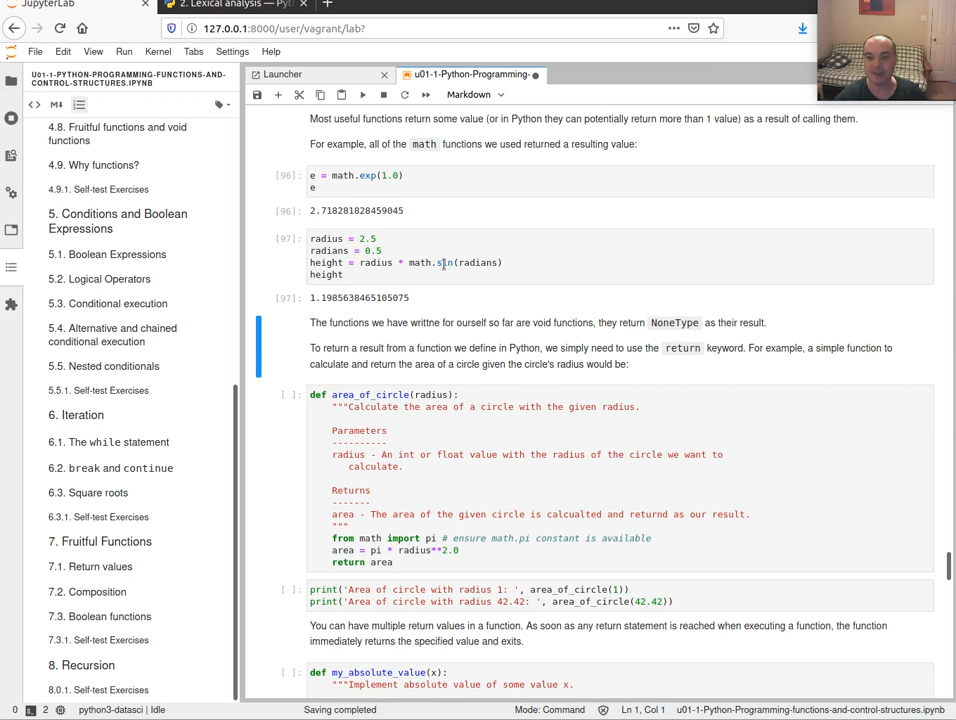 JupyterLab
2. Lexical analysis — Pyt
127.0.0.1:8000/user/vagrant/lab?
File Edit View Run Kernel Tabs Settings Help
U01-1-PYTHON-PROGRAMMING-FUNCTIONS-AND-
CONTROL-STRUCTURES.IPYNB
4.8. Fruitful functions and void
functions
4.9. Why functions?
4.9.1. Self-test Exercises
5. Conditions and Boolean
Expressions
5.1. Boolean Expressions
5.2. Logical Operators
5.3. Conditional execution
5.4. Alternative and chained
conditional execution
5.5. Nested conditionals
5.5.1. Self-test Exercises
6. Iteration
6.1. The while statement
6.2. break and continue
6.3. Square roots
6.3.1. Self-test Exercises
7. Fruitful Functions
7.1. Return values
7.2. Composition
7.3. Boolean functions
7.3.1. Self-test Exercises
8. Recursion
8.0.1. Self-test Exercises
Launcher
u01-1-Python-Programming-
Markdown
Most useful functions return some value (or in Python they can potentially return more than 1 value) as a result of calling them.
For example, all of the math functions we used returned a resulting value:
[96]: e = math.exp(1.0)
e
[96]: 2.718281828459045
[97]: radius = 2.5
radians = 0.5
height = radius * math.sin(radians)
height
[97]: 1.1985638465105075
The functions we have writtne for ourself so far are void functions, they return NoneType as their result.
To return a result from a function we define in Python, we simply need to use the return keyword. For example, a simple function to
calculate and return the area of a circle given the circle's radius would be:
[ ]: def area_of_circle(radius):
"""Calculate the area of a circle with the given radius.
Parameters
----------
radius - An int or float value with the radius of the circle we want to
calculate.
Returns
-------
area - The area of the given circle is calcualted and returnd as our result.
"""
from math import pi # ensure math.pi constant is available
area = pi * radius**2.0
return area
[ ]: print('Area of circle with radius 1: ', area_of_circle(1))
print('Area of circle with radius 42.42: ', area_of_circle(42.42))
You can have multiple return values in a function. As soon as any return statement is reached when executing a function, the function
immediately returns the specified value and exits.
[ ]: def my_absolute_value(x):
"""Implement absolute value of some value x.
0 2 python3-datasci | Idle Saving completed Mode: Command Ln 1, Col 1 u01-1-Python-Programming-Functions-and-control-structures.ipynb